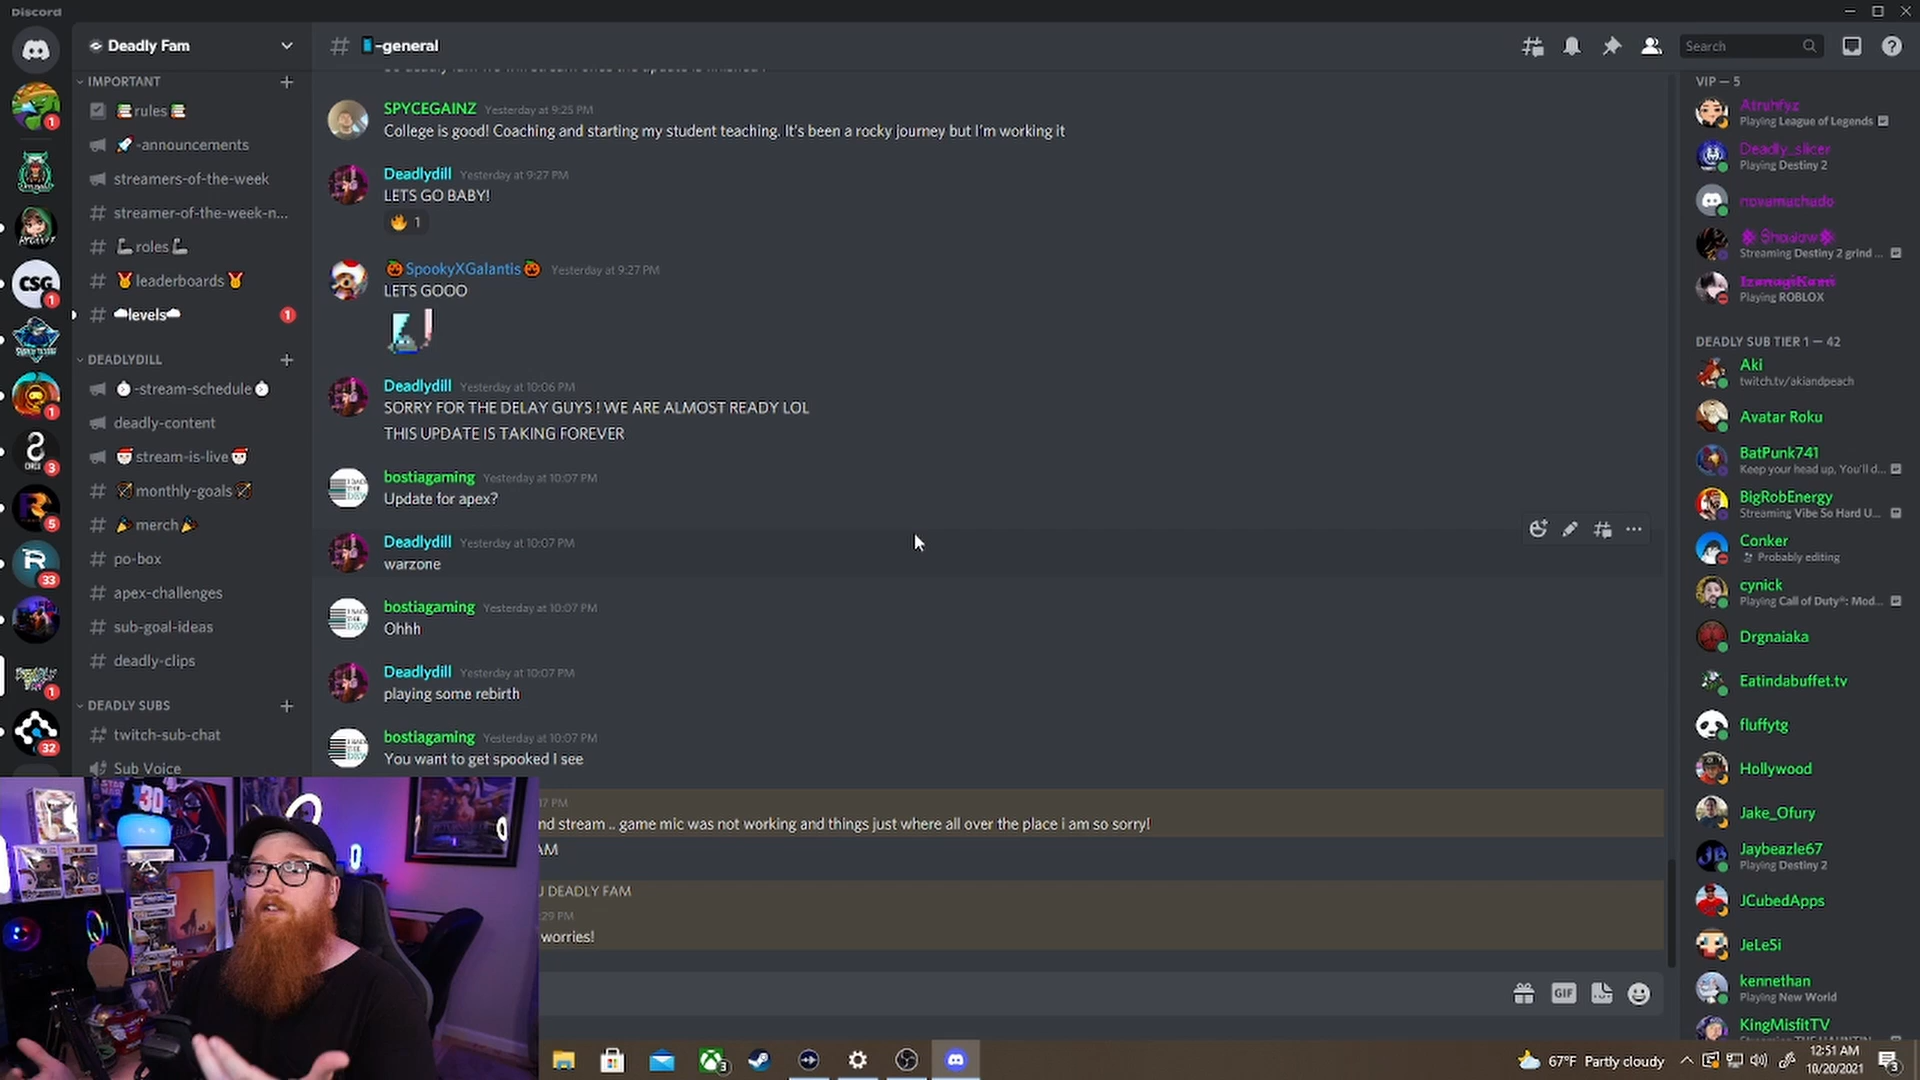 Discord
Deadly Fam
-general
Search
IMPORTANT
rules
-announcements
streamers-of-the-week
streamer-of-the-week-n...
roles
leaderboards
levels
1
DEADLYDILL
-stream-schedule
deadly-content
stream-is-live
monthly-goals
merch
po-box
apex-challenges
sub-goal-ideas
deadly-clips
DEADLY SUBS
twitch-sub-chat
Sub Voice
1
CSG
1
1
3
5
33
1
32
SPYCEGAINZ Yesterday at 9:25 PM
College is good! Coaching and starting my student teaching. It's been a rocky journey but I'm working it
Deadlydill Yesterday at 9:27 PM
LETS GO BABY!
1
SpookyXGalantis Yesterday at 9:27 PM
LETS GOOO
Deadlydill Yesterday at 10:06 PM
SORRY FOR THE DELAY GUYS ! WE ARE ALMOST READY LOL
THIS UPDATE IS TAKING FOREVER
bostiagaming Yesterday at 10:07 PM
Update for apex?
Deadlydill Yesterday at 10:07 PM
warzone
bostiagaming Yesterday at 10:07 PM
Ohhh
Deadlydill Yesterday at 10:07 PM
playing some rebirth
bostiagaming Yesterday at 10:07 PM
You want to get spooked I see
17 PM
nd stream .. game mic was not working and things just where all over the place i am so sorry!
AM
U DEADLY FAM
:29 PM
worries!
GIF
VIP — 5
Atruhfyz
Playing League of Legends
Deadly_slicer
Playing Destiny 2
novamachado
Shadow
Streaming Destiny 2 grind ...
IzanagiKami
Playing ROBLOX
DEADLY SUB TIER 1 — 42
Aki
twitch.tv/akiandpeach
Avatar Roku
BatPunk741
Keep your head up, You'll d...
BigRobEnergy
Streaming Vibe So Hard U...
Conker
Probably editing
cynick
Playing Call of Duty®: Mod...
Drgnaiaka
Eatindabuffet.tv
fluffytg
Hollywood
Jake_Ofury
Jaybeazle67
Playing Destiny 2
JCubedApps
JeLeSi
kennethan
Playing New World
KingMisfitTV
3
67°F Partly cloudy
12:51 AM
10/20/2021
3